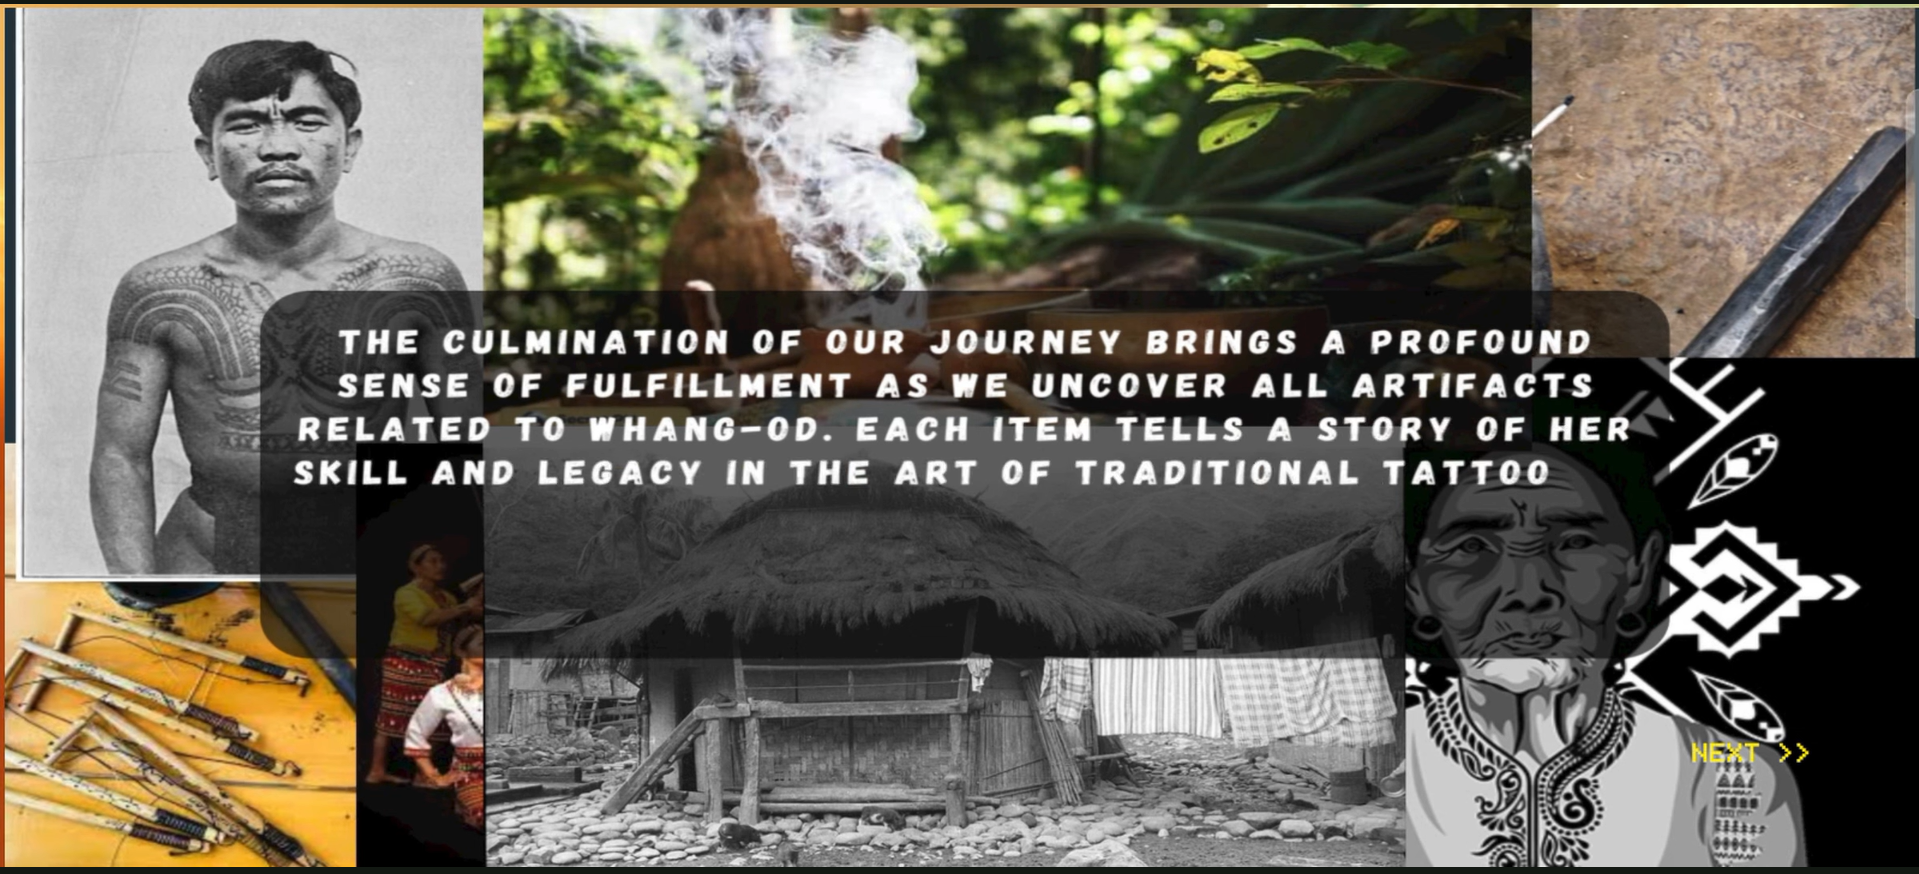 THE CULMINATION OF OUR JOURNEY BRINGS A PROFOUND
SENSE OF FULFILLMENT AS WE UNCOVER ALL ARTIFACTS
RELATED TO WHANG-OD. EACH ITEM TELLS A STORY OF HER
SKILL AND LEGACY IN THE ART OF TRADITIONAL TATTOO
NEXT >>